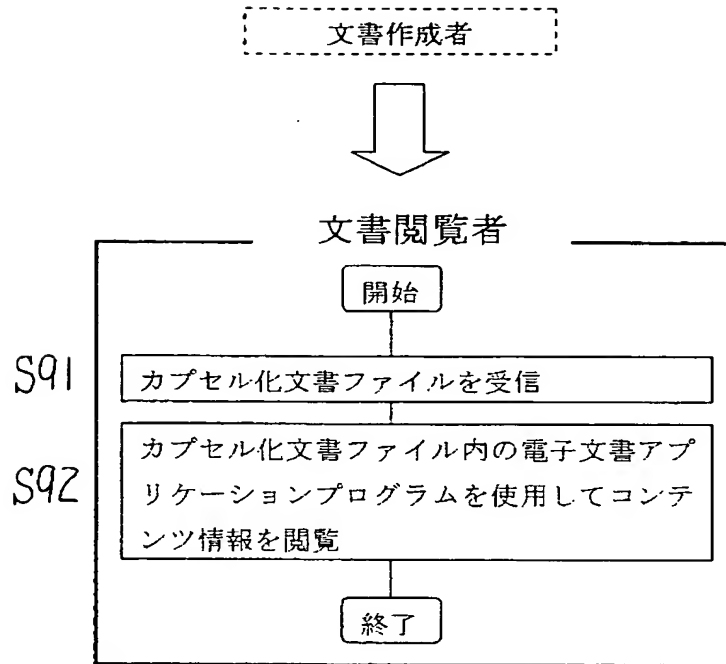 文書作成者
文書閲覧者
開始
S91
カプセル化文書ファイルを受信
S92
カプセル化文書ファイル内の電子文書アプ
リケーションプログラムを使用してコンテ
ンツ情報を閲覧
終了